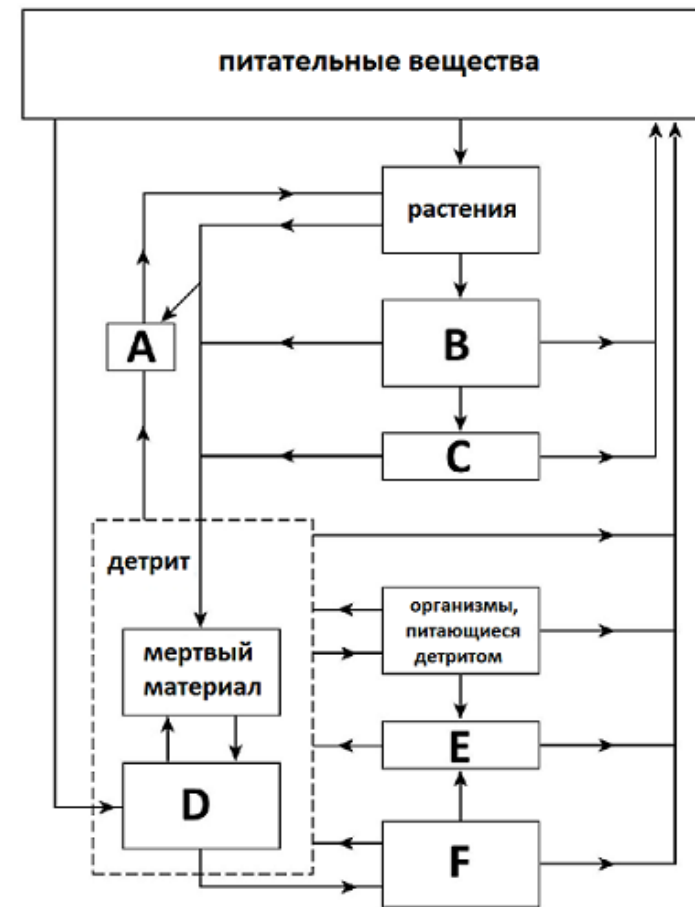 питательные вещества
растения
A
B
C
детрит
организмы,
питающиеся
детритом
мертвый
материал
E
D
F